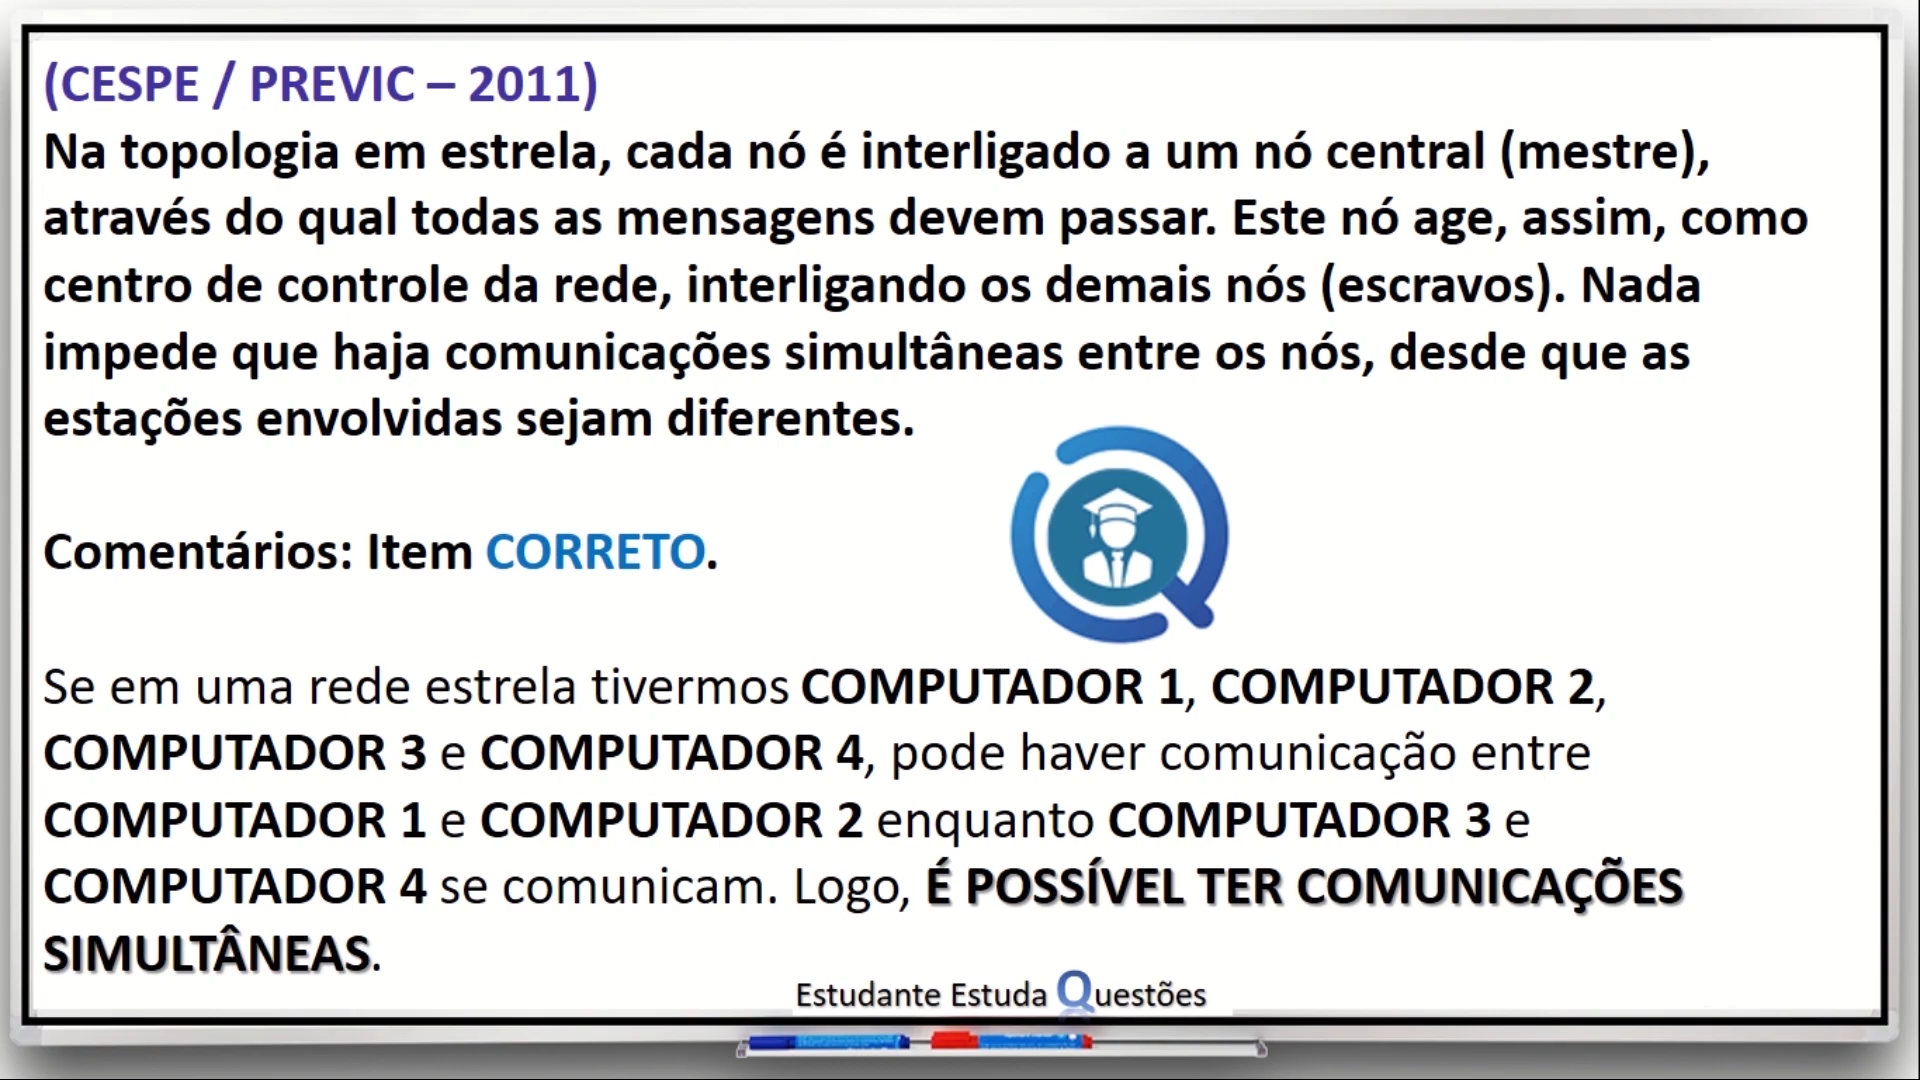 (CESPE / PREVIC – 2011)
Na topologia em estrela, cada nó é interligado a um nó central (mestre),
através do qual todas as mensagens devem passar. Este nó age, assim, como
centro de controle da rede, interligando os demais nós (escravos). Nada
impede que haja comunicações simultâneas entre os nós, desde que as
estações envolvidas sejam diferentes.
Comentários: Item CORRETO.
Se em uma rede estrela tivermos COMPUTADOR 1, COMPUTADOR 2,
COMPUTADOR 3 e COMPUTADOR 4, pode haver comunicação entre
COMPUTADOR 1 e COMPUTADOR 2 enquanto COMPUTADOR 3 e
COMPUTADOR 4 se comunicam. Logo, É POSSÍVEL TER COMUNICAÇÕES
SIMULTÂNEAS.
Estudante Estuda Questões